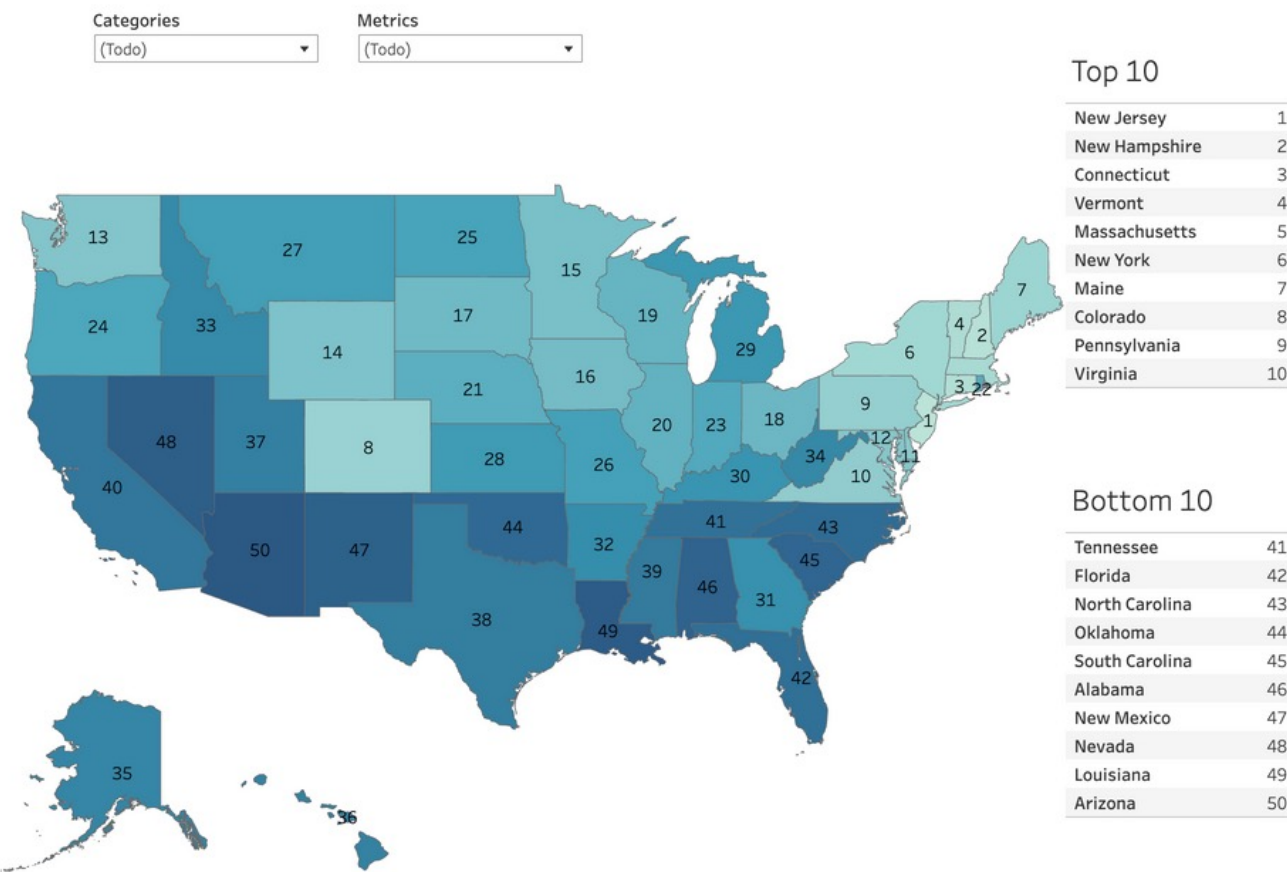 Categories
(Todo)
Metrics
(Todo)
Top 10
New Jersey 1
New Hampshire 2
Connecticut 3
Vermont 4
Massachusetts 5
New York 6
Maine 7
Colorado 8
Pennsylvania 9
Virginia 10
Bottom 10
Tennessee 41
Florida 42
North Carolina 43
Oklahoma 44
South Carolina 45
Alabama 46
New Mexico 47
Nevada 48
Louisiana 49
Arizona 50
13
27
25
15
7
24
33
17
19
4
2
14
29
6
16
3
22
21
9
1
48
37
8
20
23
18
12
11
40
28
26
34
30
10
50
47
44
41
43
32
39
46
45
31
38
49
42
35
36